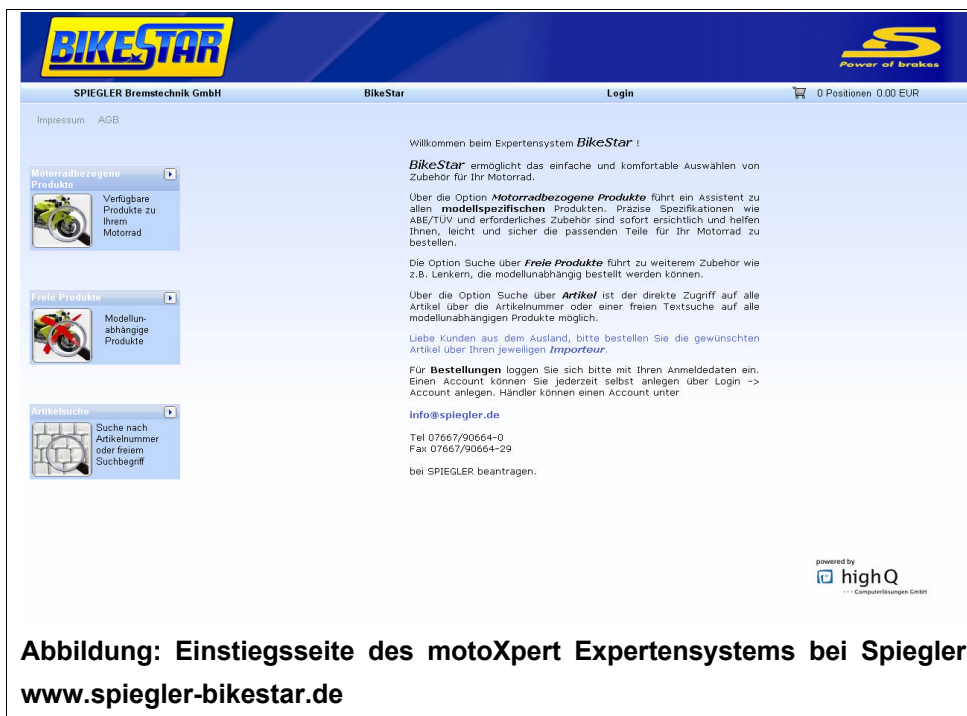 BIKESTAR
Power of brakes
SPIEGLER Bremstechnik GmbH
BikeStar
Login
0 Positionen 0.00 EUR
Impressum AGB
Motorradbezogene
Produkte
Verfügbare
Produkte zu
Ihrem
Motorrad
Freie Produkte
Modellun-
abhängige
Produkte
Artikelsuche
Suche nach
Artikelnummer
oder freiem
Suchbegriff
Willkommen beim Expertensystem BikeStar !
BikeStar ermöglicht das einfache und komfortable Auswählen von
Zubehör für Ihr Motorrad.
Über die Option Motorradbezogene Produkte führt ein Assistent zu
allen modellspezifischen Produkten. Präzise Spezifikationen wie
ABE/TÜV und erforderliches Zubehör sind sofort ersichtlich und helfen
Ihnen, leicht und sicher die passenden Teile für Ihr Motorrad zu
bestellen.
Die Option Suche über Freie Produkte führt zu weiterem Zubehör wie
z.B. Lenkern, die modellunabhängig bestellt werden können.
Über die Option Suche über Artikel ist der direkte Zugriff auf alle
Artikel über die Artikelnummer oder einer freien Textsuche auf alle
modellunabhängigen Produkte möglich.
Liebe Kunden aus dem Ausland, bitte bestellen Sie die gewünschten
Artikel über Ihren jeweiligen Importeur.
Für Bestellungen loggen Sie sich bitte mit Ihren Anmeldedaten ein.
Einen Account können Sie jederzeit selbst anlegen über Login ->
Account anlegen. Händler können einen Account unter
info@spiegler.de
Tel 07667/90664-0
Fax 07667/90664-29
bei SPIEGLER beantragen.
powered by
highQ
Computerlösungen GmbH
Abbildung: Einstiegsseite des motoXpert Expertensystems bei Spiegler
www.spiegler-bikestar.de